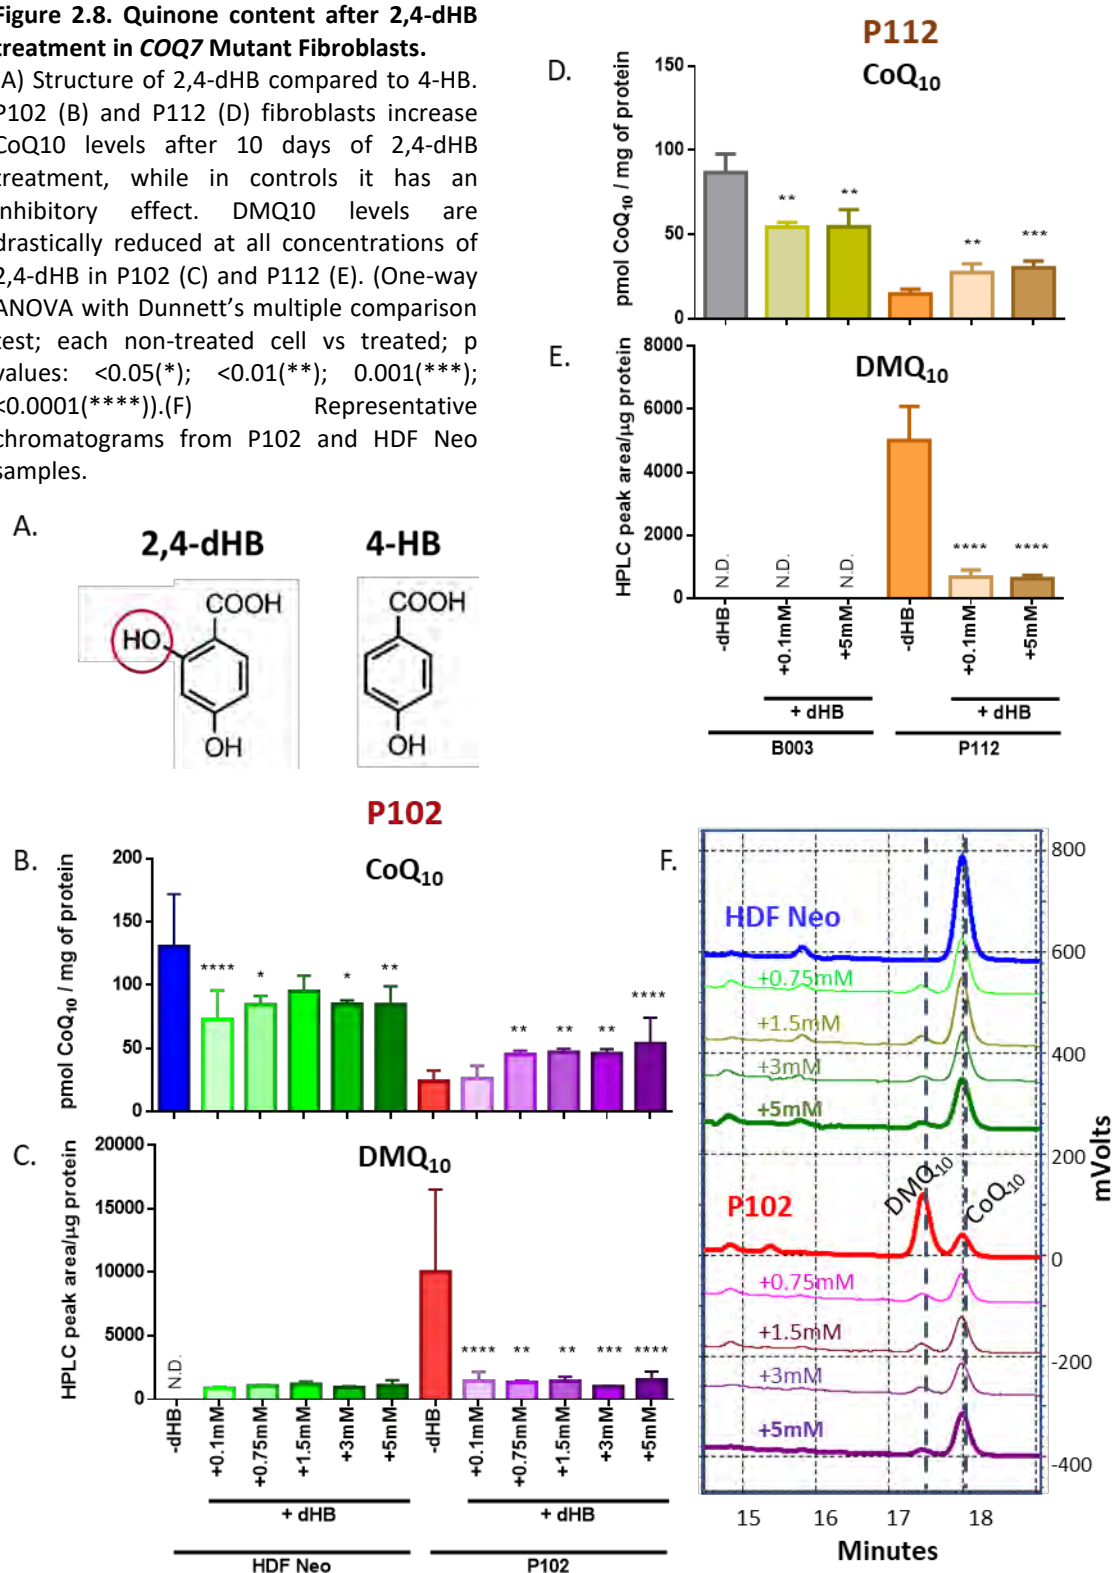 Figure 2.8. Quinone content after 2,4-dHB
treatment in COQ7 Mutant Fibroblasts.
(A) Structure of 2,4-dHB compared to 4-HB.
P102 (B) and P112 (D) fibroblasts increase
CoQ10 levels after 10 days of 2,4-dHB
treatment, while in controls it has an
inhibitory effect. DMQ10 levels are
drastically reduced at all concentrations of
2,4-dHB in P102 (C) and P112 (E). (One-way
ANOVA with Dunnett’s multiple comparison
test; each non-treated cell vs treated; p
values: <0.05(*); <0.01(**); 0.001(***);
<0.0001(****)).(F) Representative
chromatograms from P102 and HDF Neo
samples.
A.
2,4-dHB 4-HB
COOH
HO
OH
COOH
OH
P102
B.
CoQ10
pmol CoQ10 / mg of protein
200
150
100
50
0
**** * * ** ** ** ** ****
C.
DMQ10
HPLC peak area/µg protein
20000
15000
10000
5000
0
N.D.
**** ** ** *** ****
-dHB +0.1mM +0.75mM +1.5mM +3mM +5mM -dHB +0.1mM +0.75mM +1.5mM +3mM +5mM
+ dHB + dHB
HDF Neo P102
P112
D.
CoQ10
pmol CoQ10 / mg of protein
150
100
50
0
** ** ** ***
E.
DMQ10
HPLC peak area/µg protein
8000
6000
4000
2000
0
N.D. N.D. N.D.
**** ****
-dHB +0.1mM +5mM -dHB +0.1mM +5mM
+ dHB + dHB
B003 P112
F.
HDF Neo
+0.75mM
+1.5mM
+3mM
+5mM
DMQ10 CoQ10
P102
+0.75mM
+1.5mM
+3mM
+5mM
800
600
400
200
0
-200
-400
mVolts
15 16 17 18
Minutes